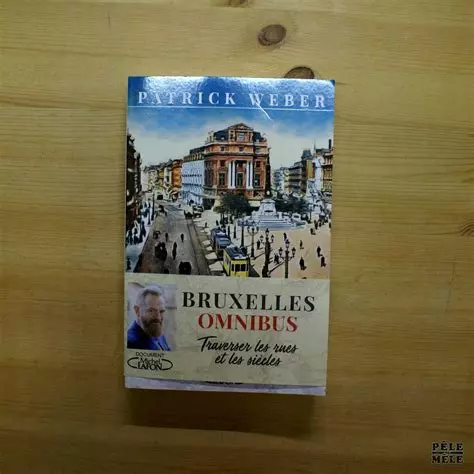 PATRICK WEBER
BRUXELLES
OMNIBUS
Traverser les rues
et les siècles
DOCUMENT
Michel
LAFON
PÊLE
MÊLE